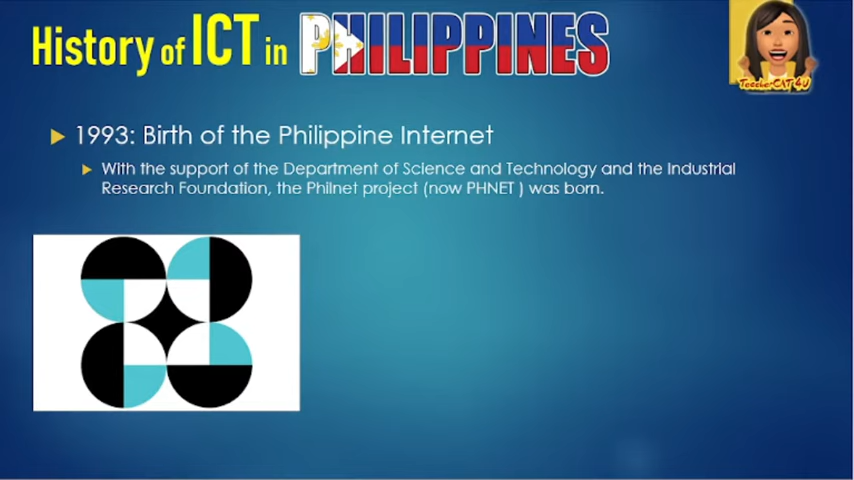 History of ICT in PHILIPPINES
TeacherCAT4U
1993: Birth of the Philippine Internet
With the support of the Department of Science and Technology and the Industrial
Research Foundation, the Philnet project (now PHNET ) was born.